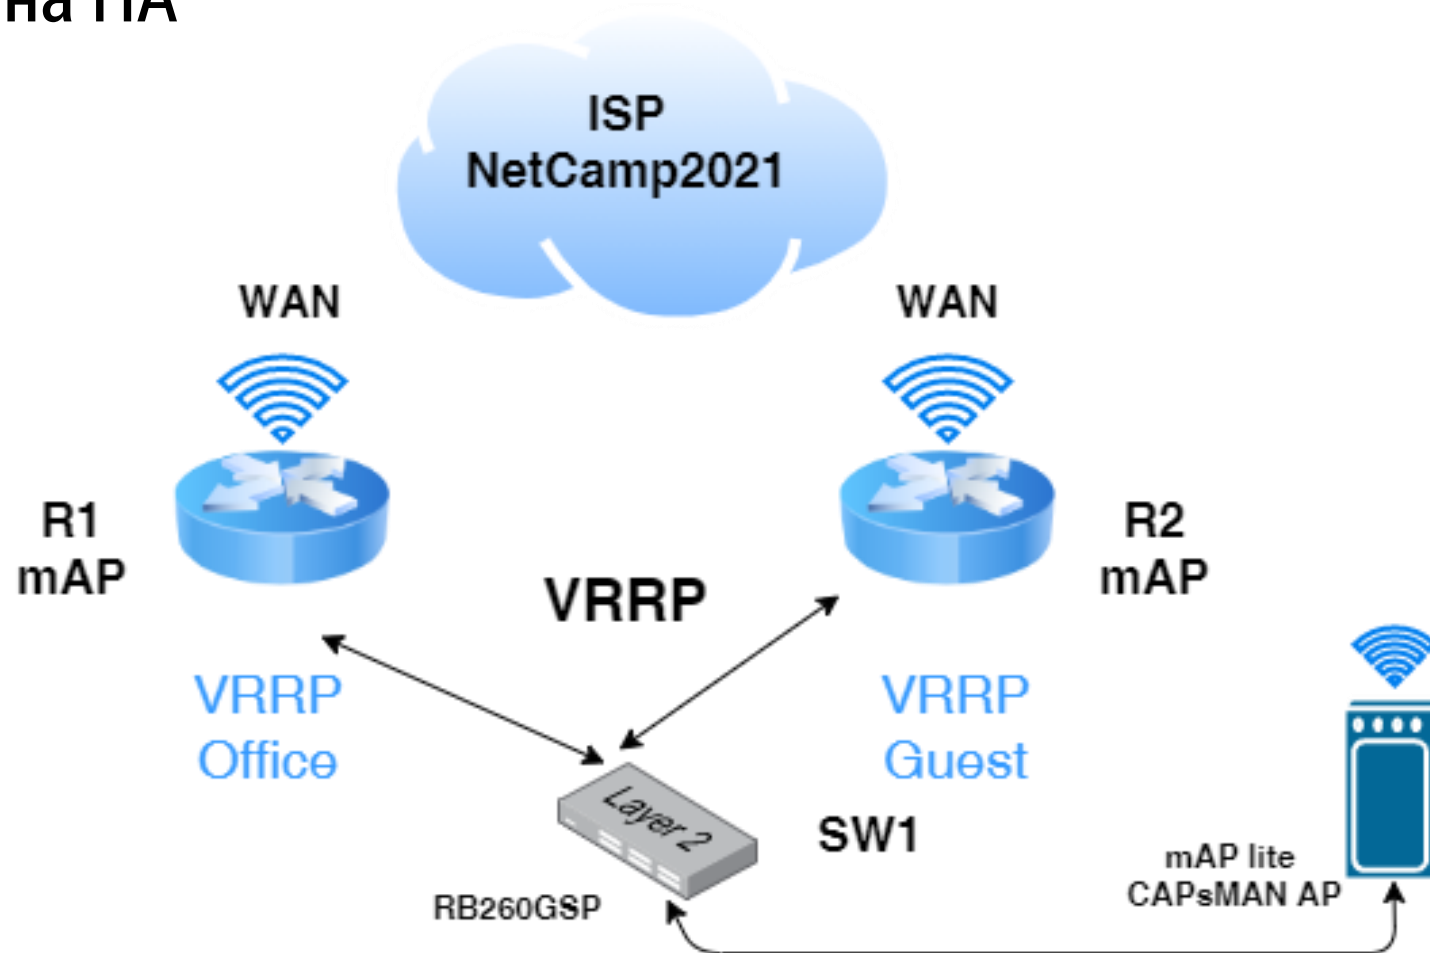 на
ISP
NetCamp2021
WAN
WAN
R1
mAP
R2
mAP
VRRP
VRRP
Office
VRRP
Guest
Layer 2
SW1
RB260GSP
mAP lite
CAPsMAN AP